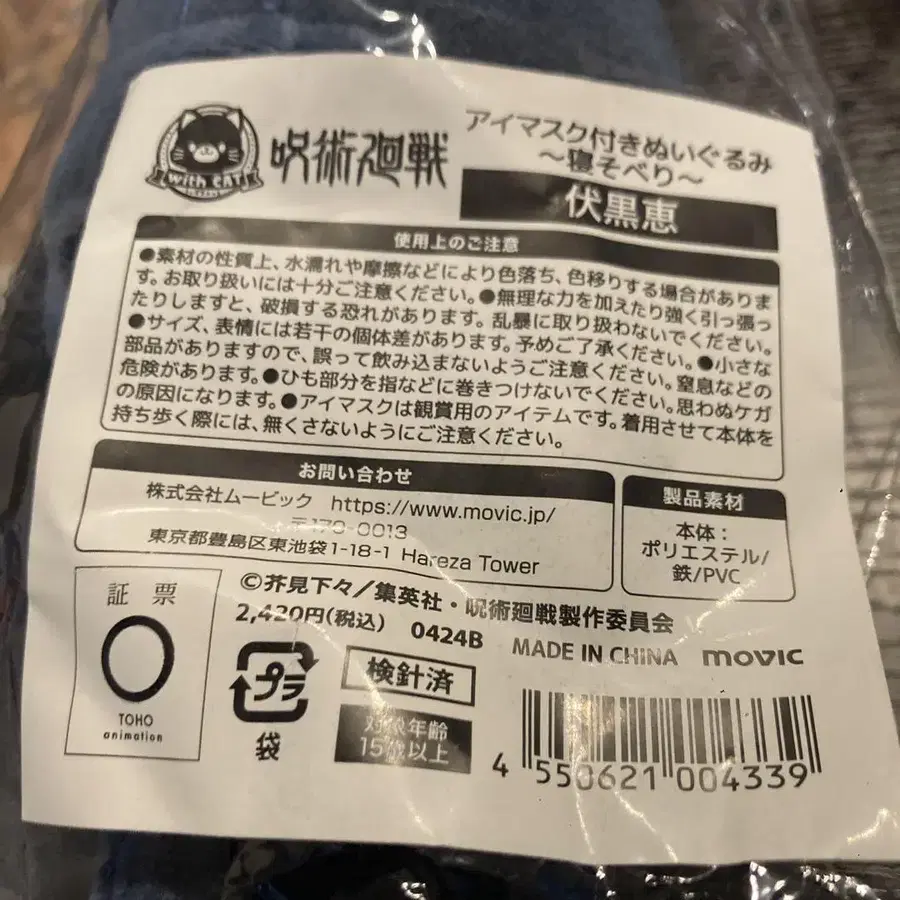 with CAT
呪術廻戦
アイマスク付きぬいぐるみ
～寝そべり～
伏黒恵
使用上のご注意
●素材の性質上、水濡れや摩擦などにより色落ち、色移りする場合がありま
す。お取り扱いには十分ご注意ください。●無理な力を加えたり強く引っ張っ
たりしますと、破損する恐れがあります。乱暴に取り扱わないでください。
●サイズ、表情には若干の個体差があります。予めご了承ください。●小さな
部品がありますので、誤って飲み込まないようご注意ください。窒息などの
危険があります。●ひも部分を指などに巻きつけないでください。思わぬケガ
の原因になります。●アイマスクは観賞用のアイテムです。着用させて本体を
持ち歩く際には、無くさないようにご注意ください。
お問い合わせ
株式会社ムービック https://www.movic.jp/
〒170-0013
東京都豊島区東池袋1-18-1 Hareza Tower
製品素材
本体：
ポリエステル/
鉄/PVC
証票
TOHO
animation
©芥見下々／集英社・呪術廻戦製作委員会
2,420円(税込) 0424B
MADE IN CHINA movic
プラ
袋
検針済
対象年齢
15歳以上
4 550621 004339